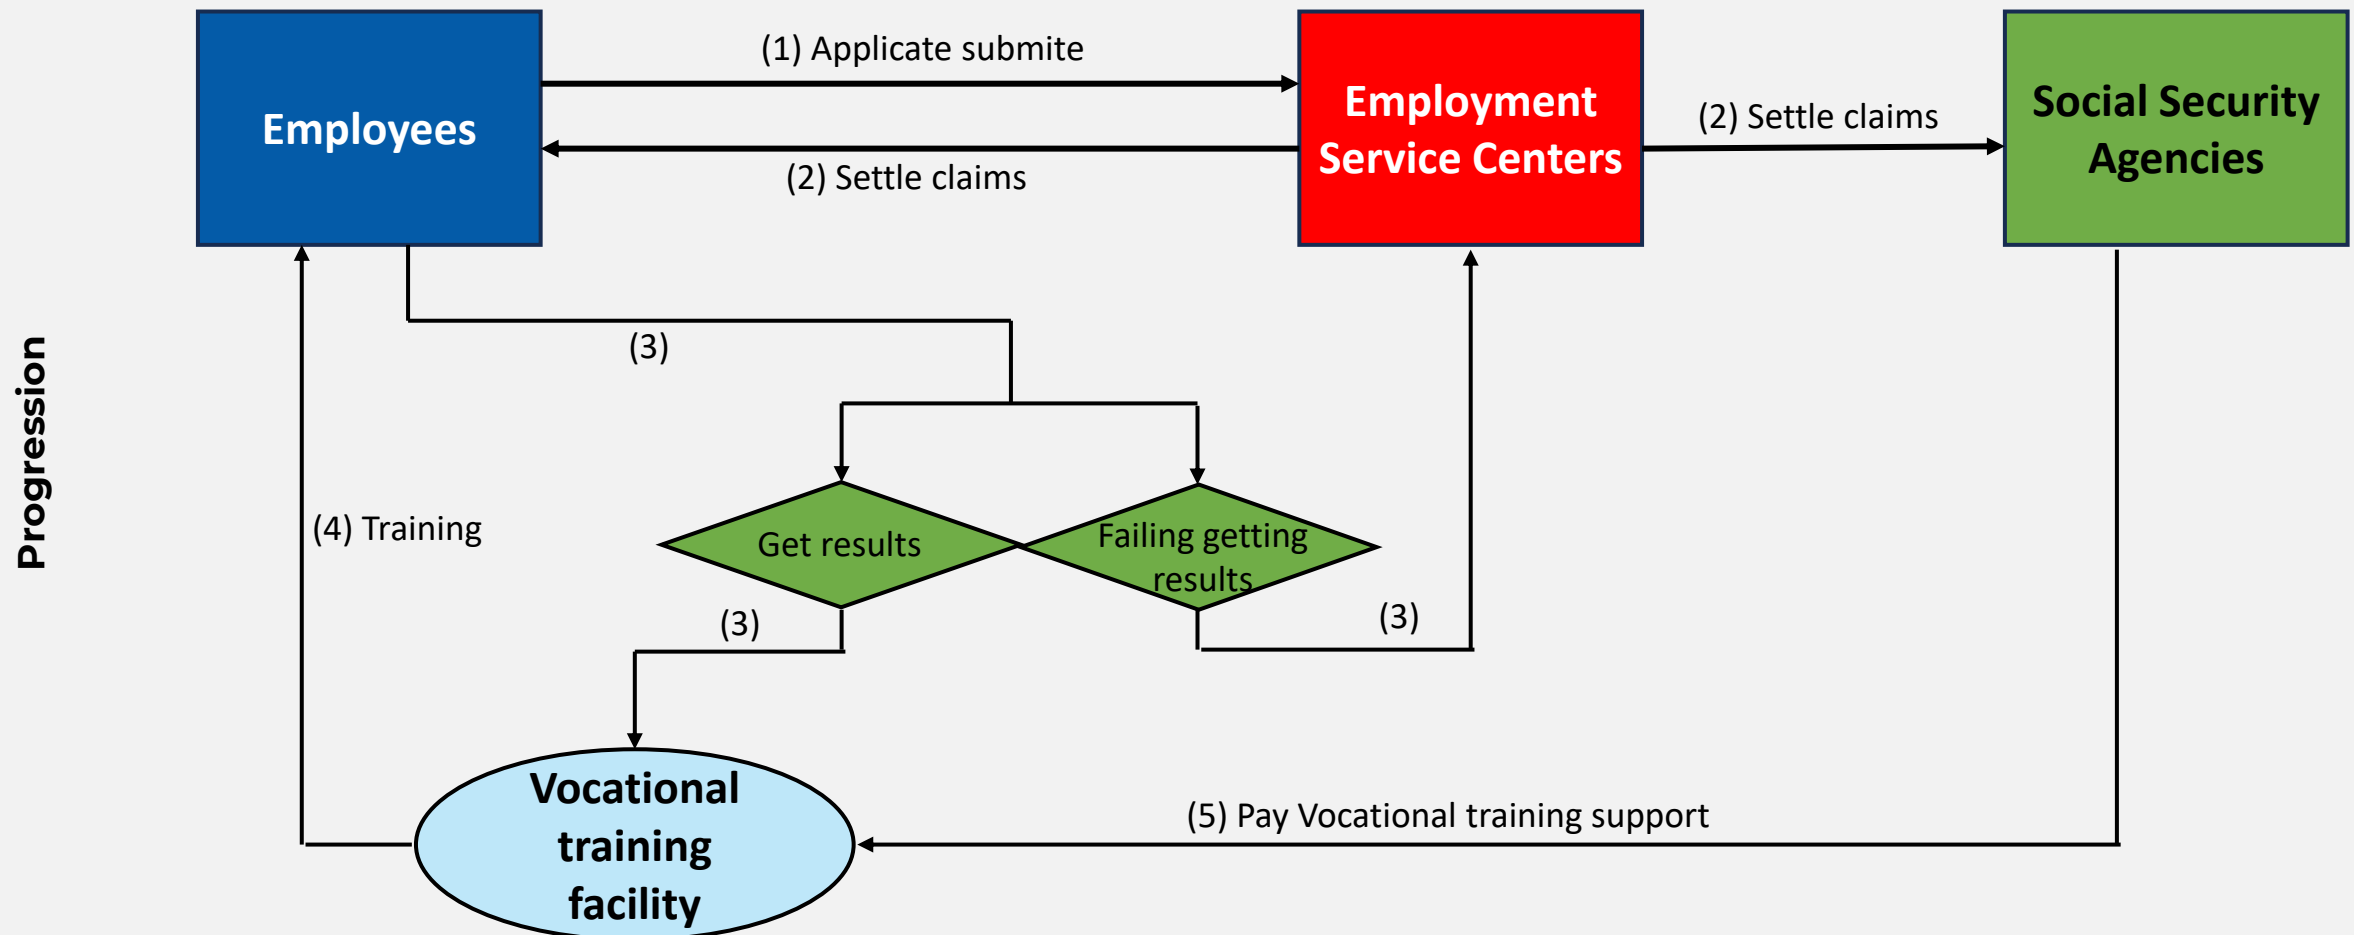 (1) Applicate submite
Employees
Employment
Service Centers
(2) Settle claims
Social Security
Agencies
(2) Settle claims
(3)
Progression
(4) Training
Get results
Failing getting
results
(3)
(3)
Vocational
training
facility
(5) Pay Vocational training support